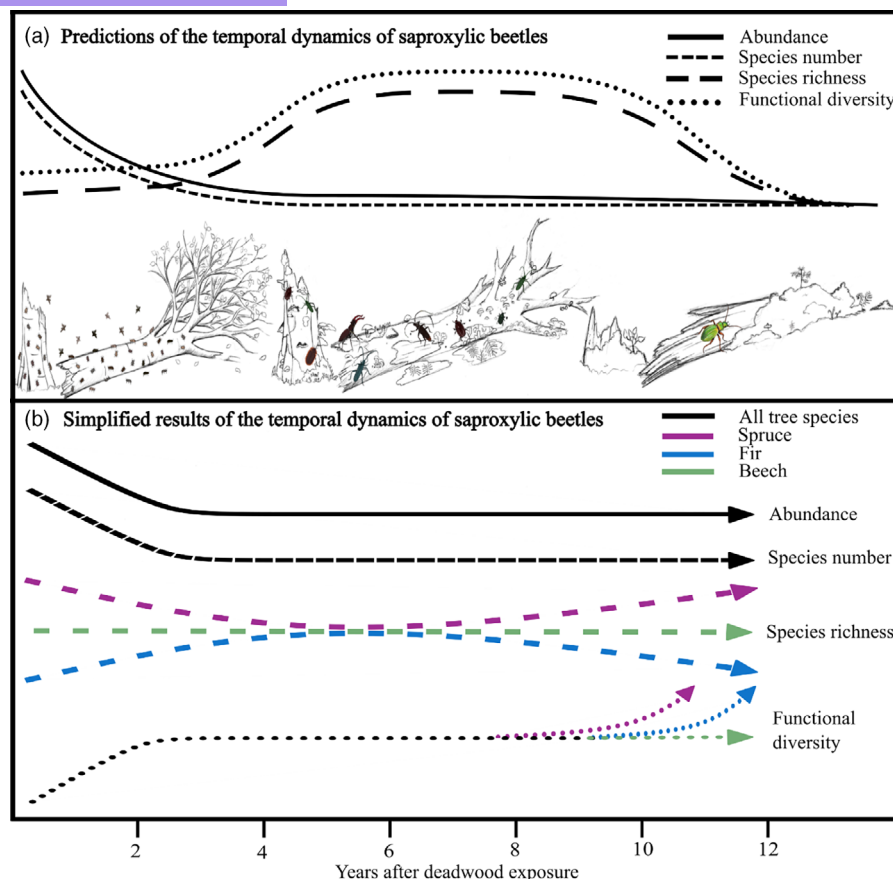 (a) Predictions of the temporal dynamics of saproxylic beetles
Abundance
Species number
Species richness
Functional diversity
(b) Simplified results of the temporal dynamics of saproxylic beetles
All tree species
Spruce
Fir
Beech
Abundance
Species number
Species richness
Functional
diversity
2 4 6 8 10 12
Years after deadwood exposure